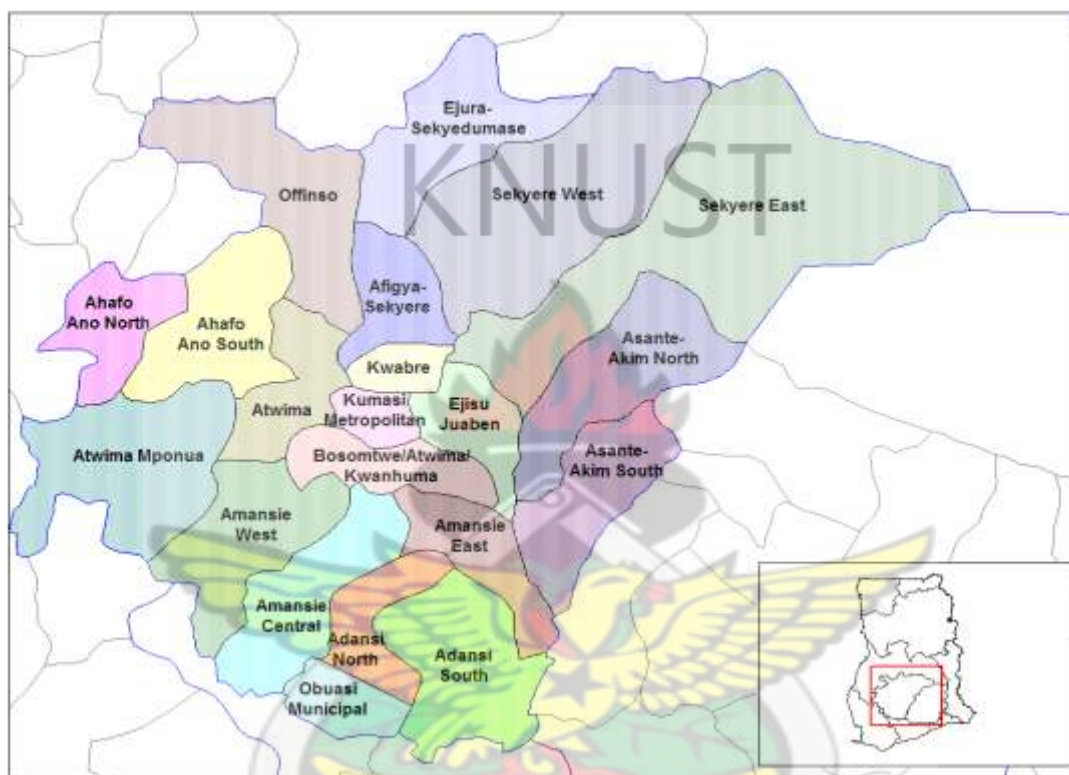 Ejura-
Sekyedumase
KNUST
Offinso
Sekyere West
Sekyere East
Afigya-
Sekyere
Ahafo
Ano North
Ahafo
Ano South
Asante-
Akim North
Kwabre
Kumasi/
Metropolitan
Ejisu
Juaben
Atwima
Atwima Mponua
Bosomtwe/Atwima/
Kwanhuma
Asante-
Akim South
Amansie
West
Amansie
East
Amansie
Central
Adansi
North
Adansi
South
Obuasi
Municipal